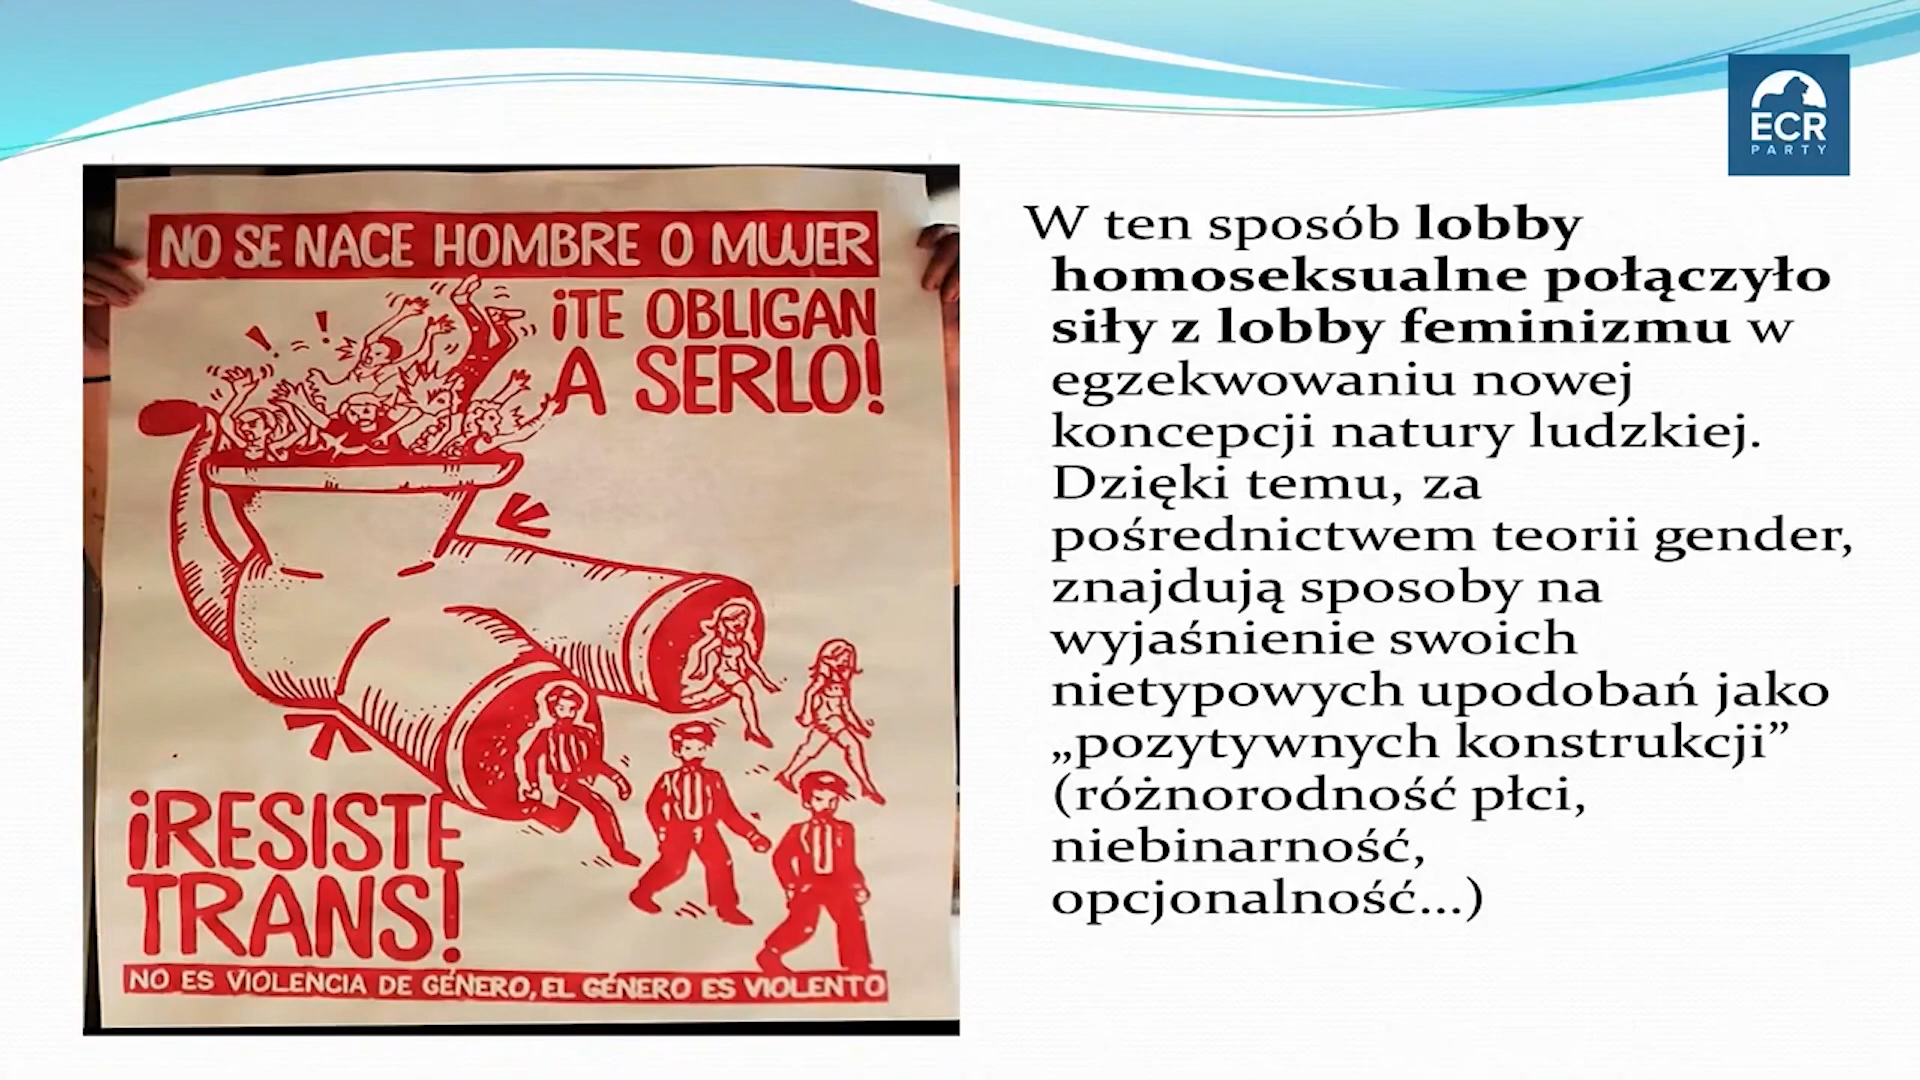 ECR
PARTY
NO SE NACE HOMBRE O MUJER
¡TE OBLIGAN
A SERLO!
¡RESISTE
TRANS!
NO ES VIOLENCIA DE GÉNERO, EL GÉNERO ES VIOLENTO
W ten sposób lobby
homoseksualne połączyło
siły z lobby feminizmu w
egzekwowaniu nowej
koncepcji natury ludzkiej.
Dzięki temu, za
pośrednictwem teorii gender,
znajdują sposoby na
wyjaśnienie swoich
nietypowych upodobań jako
„pozytywnych konstrukcji”
(różnorodność płci,
niebinarność,
opcjonalność...)